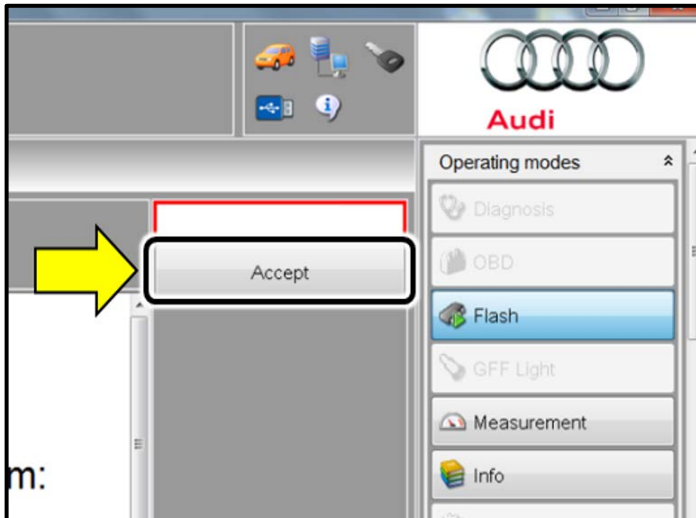 Audi
Operating modes
Diagnosis
Accept
OBD
Flash
GFF Light
Measurement
m:
Info